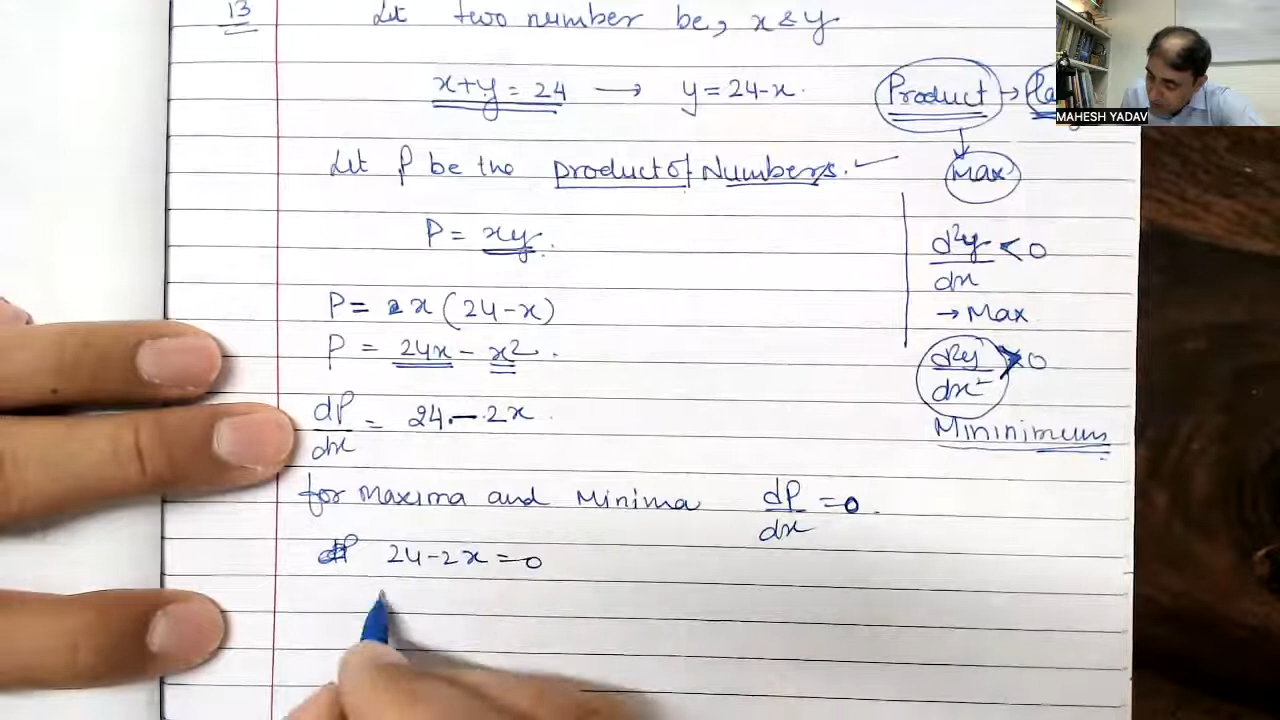 13
Let two number be, x & y
x+y = 24 → y = 24-x.
Product →
Max
MAHESH YADAV
Let P be the product of Numbers.
P = xy.
P = x (24-x)
P = 24x - x².
dP/dx = 24 - 2x.
for Maxima and Minima dP/dx = 0.
24-2x = 0
d²y/dx < 0
→ Max
d²y/dx² > 0
Mininimum